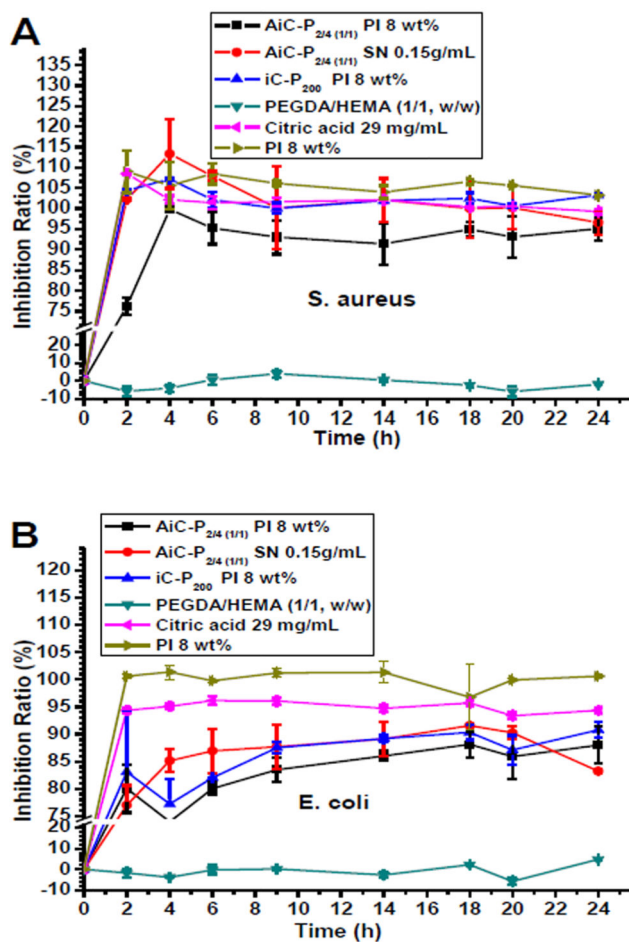 A
AiC-P2/4 (1/1) PI 8 wt%
AiC-P2/4 (1/1) SN 0.15g/mL
iC-P200 PI 8 wt%
PEGDA/HEMA (1/1, w/w)
Citric acid 29 mg/mL
PI 8 wt%
Inhibition Ratio (%)
135
130
125
120
115
110
105
100
95
90
85
80
75
20
10
0
-10
S. aureus
0 2 4 6 8 10 12 14 16 18 20 22 24
Time (h)
B
AiC-P2/4 (1/1) PI 8 wt%
AiC-P2/4 (1/1) SN 0.15g/mL
iC-P200 PI 8 wt%
PEGDA/HEMA (1/1, w/w)
Citric acid 29 mg/mL
PI 8 wt%
Inhibition Ratio (%)
120
115
110
105
100
95
90
85
80
75
20
10
0
-10
E. coli
0 2 4 6 8 10 12 14 16 18 20 22 24
Time (h)